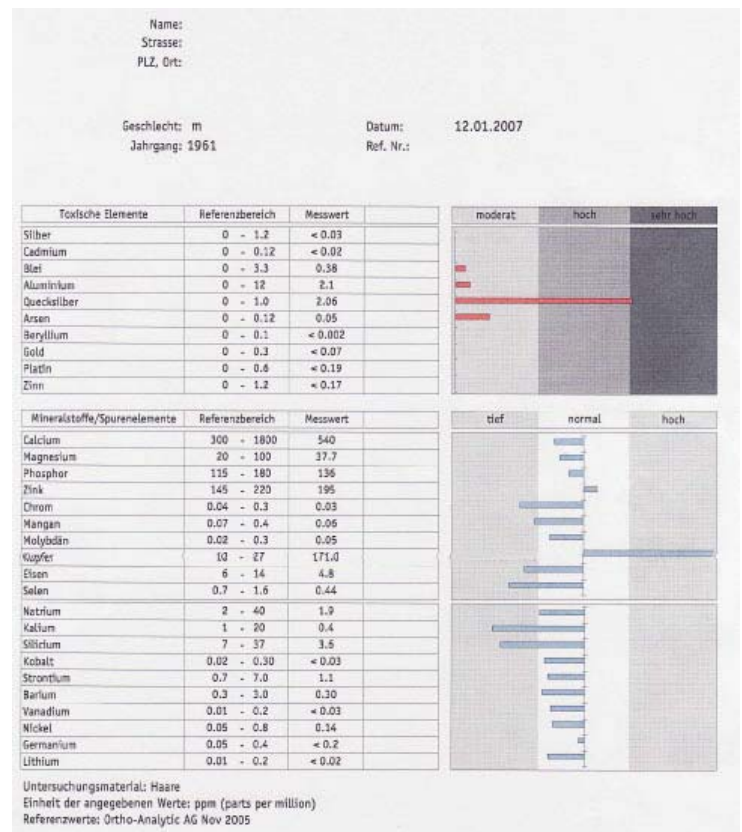 Name:
Strasse:
PLZ, Ort:
Geschlecht: m Datum: 12.01.2007
Jahrgang: 1961 Ref. Nr.:
Toxische Elemente Referenzbereich Messwert moderat hoch sehr hoch
Silber 0 - 1.2 < 0.03
Cadmium 0 - 0.12 < 0.02
Blei 0 - 3.3 0.38
Aluminium 0 - 12 2.1
Quecksilber 0 - 1.0 2.06
Arsen 0 - 0.12 0.05
Beryllium 0 - 0.1 < 0.002
Gold 0 - 0.3 < 0.07
Platin 0 - 0.6 < 0.19
Zinn 0 - 1.2 < 0.17
Mineralstoffe/Spurenelemente Referenzbereich Messwert tief normal hoch
Calcium 300 - 1800 540
Magnesium 20 - 100 37.7
Phosphor 115 - 180 136
Zink 145 - 220 195
Chrom 0.04 - 0.3 0.03
Mangan 0.07 - 0.4 0.06
Molybdän 0.02 - 0.3 0.05
Kupfer 10 - 27 171.0
Eisen 6 - 14 4.8
Selen 0.7 - 1.6 0.44
Natrium 2 - 40 1.9
Kalium 1 - 20 0.4
Silicium 7 - 37 3.6
Kobalt 0.02 - 0.30 < 0.03
Strontium 0.7 - 7.0 1.1
Barium 0.3 - 3.0 0.30
Vanadium 0.01 - 0.2 < 0.03
Nickel 0.05 - 0.8 0.14
Germanium 0.05 - 0.4 < 0.2
Lithium 0.01 - 0.2 < 0.02
Untersuchungsmaterial: Haare
Einheit der angegebenen Werte: ppm (parts per million)
Referenzwerte: Ortho-Analytic AG Nov 2005